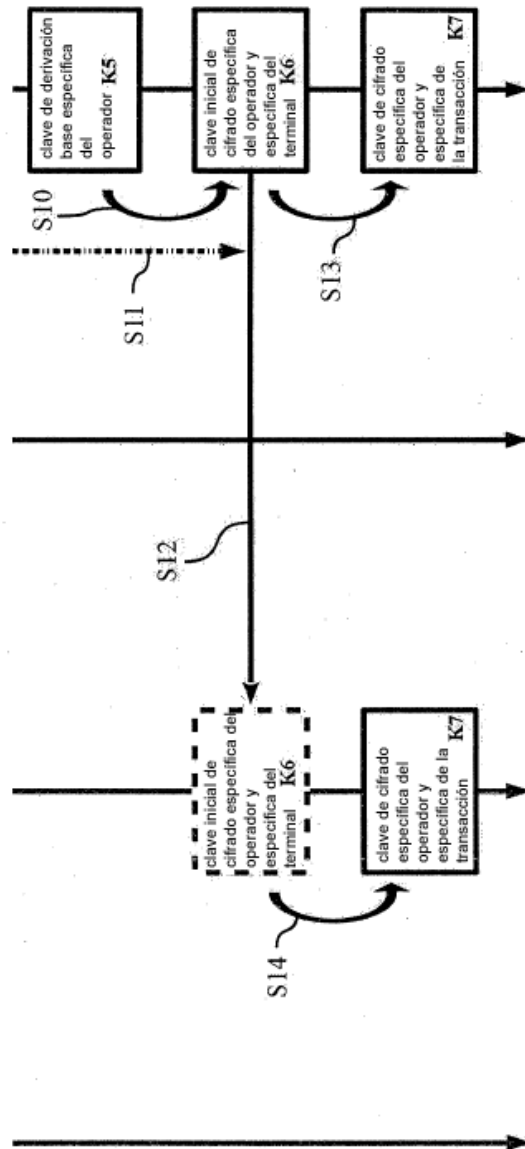 clave de derivación
base específica
del
operador K5
S10
clave inicial de
cifrado específica
del operador y
específica del
terminal K6
S11
S13
clave de cifrado
específica del
operador y
específica de
la transacción K7
S12
clave inicial de
cifrado específica del
operador y
específica del
terminal K6
S14
clave de cifrado
específica del
operador y
específica de la
transacción K7